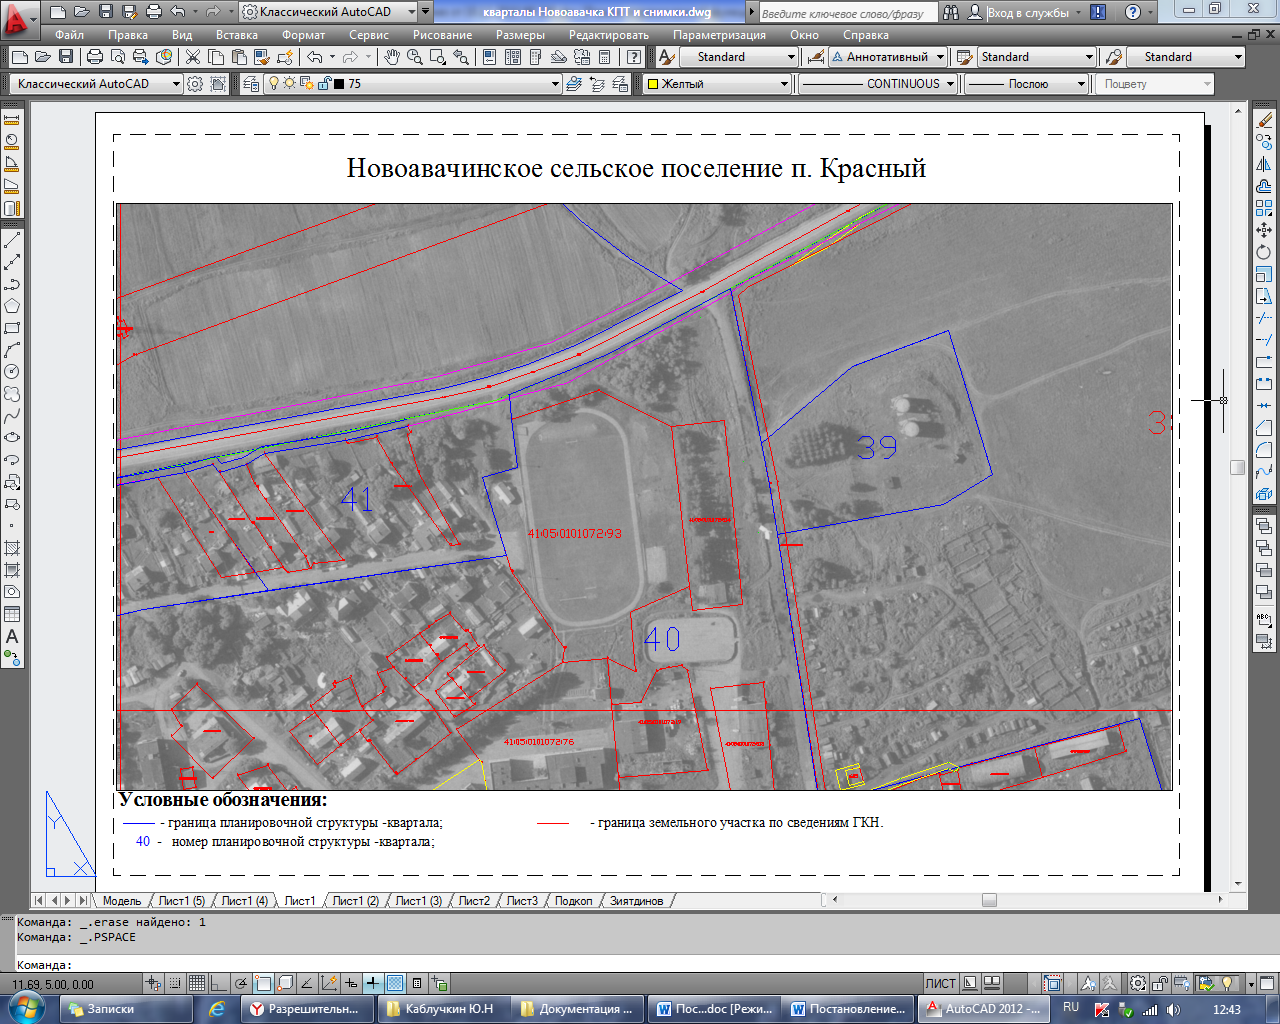 Классический AutoCAD
кварталы Новоавачка КПТ и снимки.dwg
Введите ключевое слово/фразу
Вход в службы
Файл Правка Вид Вставка Формат Сервис Рисование Размеры Редактировать Параметризация Окно Справка
Standard Аннотативный Standard Standard
Классический AutoCAD 75 Желтый CONTINUOUS Послою Поцвету
Новоавачинское сельское поселение п. Красный
39
41
41:05:0101072:93
40
41:05:0101072:76
Условные обозначения:
- граница планировочной структуры -квартала; - граница земельного участка по сведениям ГКН.
40 - номер планировочной структуры -квартала;
Y
X
Модель Лист1 (5) Лист1 (4) Лист1 Лист1 (2) Лист1 (3) Лист2 Лист3 Подкоп Зиятдинов
Команда: _.erase найдено: 1
Команда: _.PSPACE
Команда:
11.69, 5.00, 0.00 ЛИСТ
Записки Разрешительн... Каблучкин Ю.Н Документация ... Пос...doc [Режи... Постановление... AutoCAD 2012 -... RU 12:43